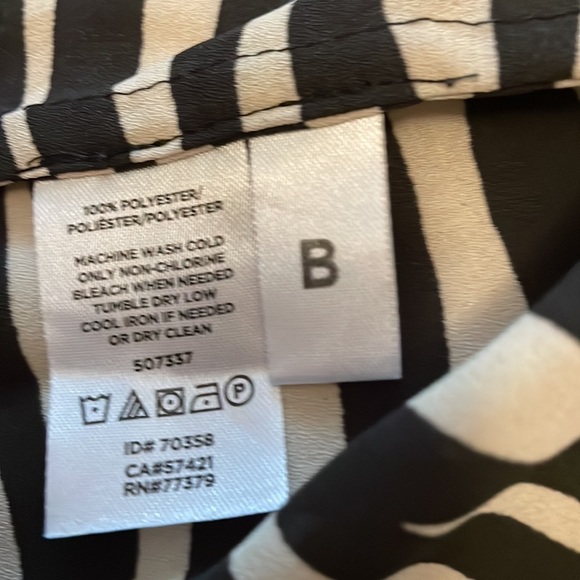 100% POLYESTER/
POLIÉSTER/POLYESTER
MACHINE WASH COLD
ONLY NON-CHLORINE
BLEACH WHEN NEEDED
TUMBLE DRY LOW
COOL IRON IF NEEDED
OR DRY CLEAN
507337
P
ID# 70358
CA#57421
RN#77379
B